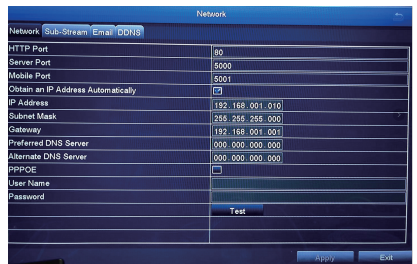 Network
Network Sub-Stream Email DDNS
HTTP Port 80
Server Port 5000
Mobile Port 5001
Obtain an IP Address Automatically
IP Address 192.168.001.010
Subnet Mask 255.255.255.000
Gateway 192.168.001.001
Preferred DNS Server 000.000.000.000
Alternate DNS Server 000.000.000.000
PPPOE
User Name
Password
Test
Apply Exit